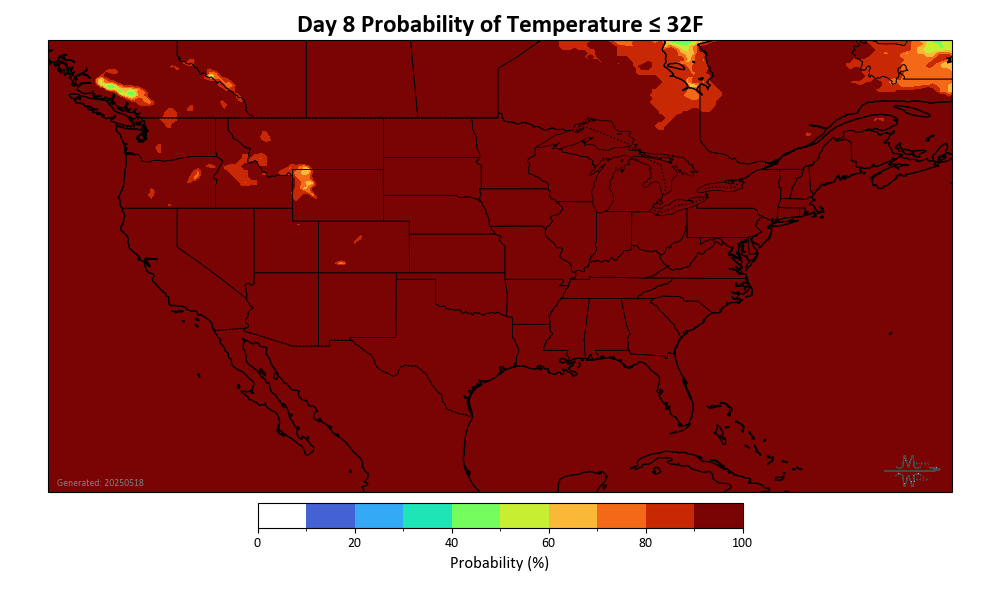 Day 8 Probability of Temperature ≤ 32F
Generated: 20250518
0 20 40 60 80 100
Probability (%)